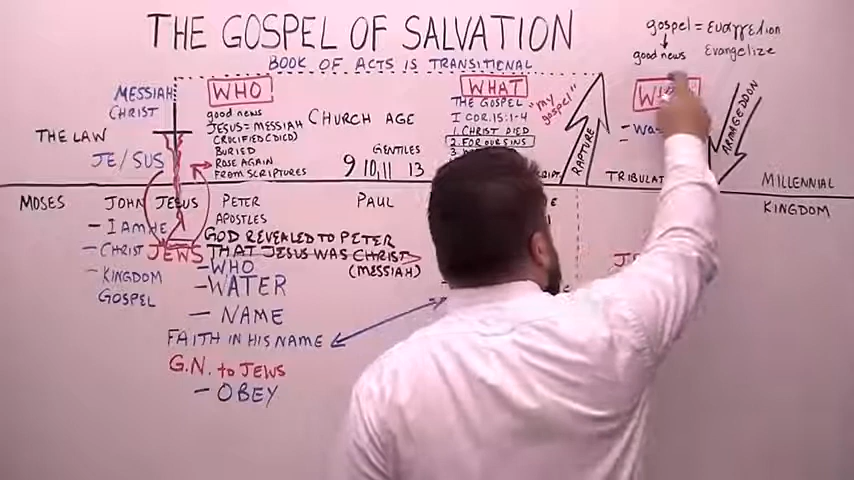 THE GOSPEL OF SALVATION
BOOK OF ACTS IS TRANSITIONAL
gospel = ευαγγελιον
good news
Evangelize
MESSIAH
CHRIST
THE LAW
JE/SUS
WHO
good news
JESUS = MESSIAH
CRUCIFIED (DIED)
BURIED
ROSE AGAIN
FROM SCRIPTURES
CHURCH AGE
GENTILES
9 10,11 13
WHAT
THE GOSPEL
I COR. 15:1-4
1. CHRIST DIED
2. FOR OUR SINS
"my gospel"
RAPTURE
ARMAGEDDON
MILLENNIAL
KINGDOM
MOSES
JOHN
- I AM HE
- CHRIST
- KINGDOM
GOSPEL
JESUS
JEWS
PETER
APOSTLES
PAUL
GOD REVEALED TO PETER
THAT JESUS WAS CHRIST
(MESSIAH)
- WHO
- WATER
- NAME
FAITH IN HIS NAME
G.N. to JEWS
- OBEY